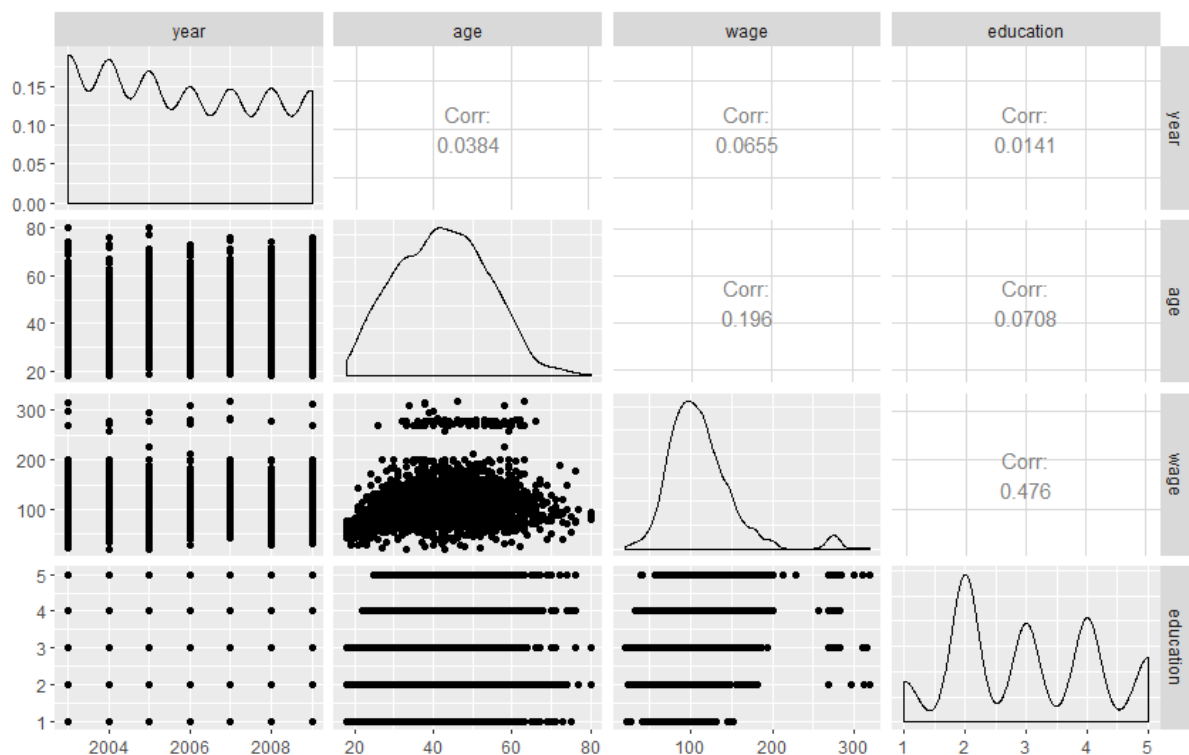 year age wage education
0.15
0.10
0.05
0.00
Corr:
0.0384
Corr:
0.0655
Corr:
0.0141
year
80
60
40
20
Corr:
0.196
Corr:
0.0708
age
300
200
100
Corr:
0.476
wage
5
4
3
2
1
education
2004 2006 2008 20 40 60 80 100 200 300 1 2 3 4 5